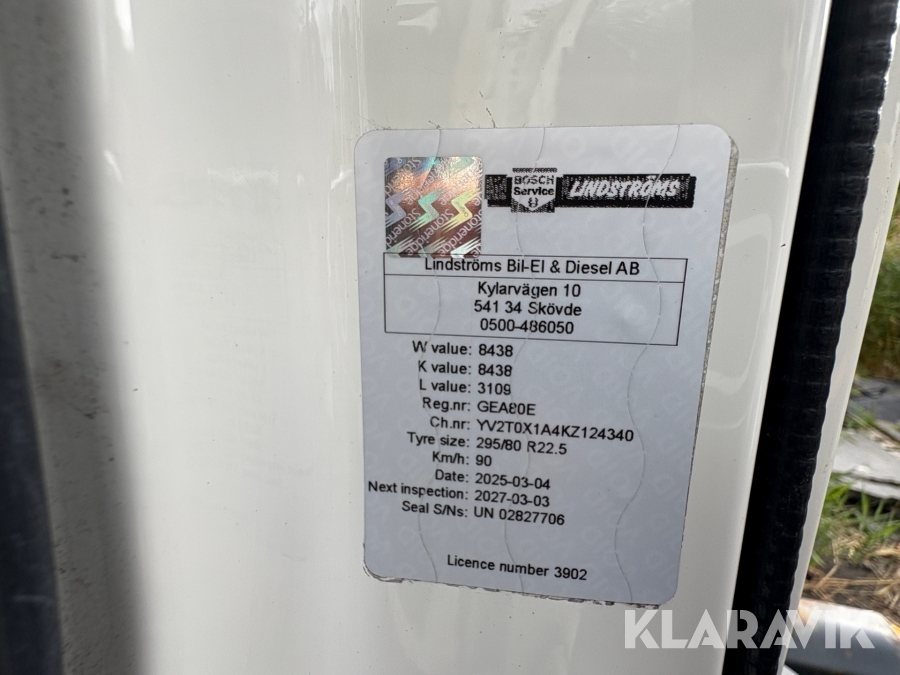 BOSCH
Service
LINDSTRÖMS
Stoneridge
Lindströms Bil-El & Diesel AB
Kylarvägen 10
541 34 Skövde
0500-486050
W value: 8438
K value: 8438
L value: 3109
Reg.nr: GEA80E
Ch.nr: YV2T0X1A4KZ124340
Tyre size: 295/80 R22.5
Km/h: 90
Date: 2025-03-04
Next inspection: 2027-03-03
Seal S/Ns: UN 02827706
Licence number 3902
KLARAVIK